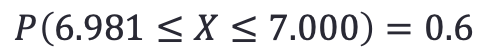 P(6.981 ≤ X ≤ 7.000) = 0.6